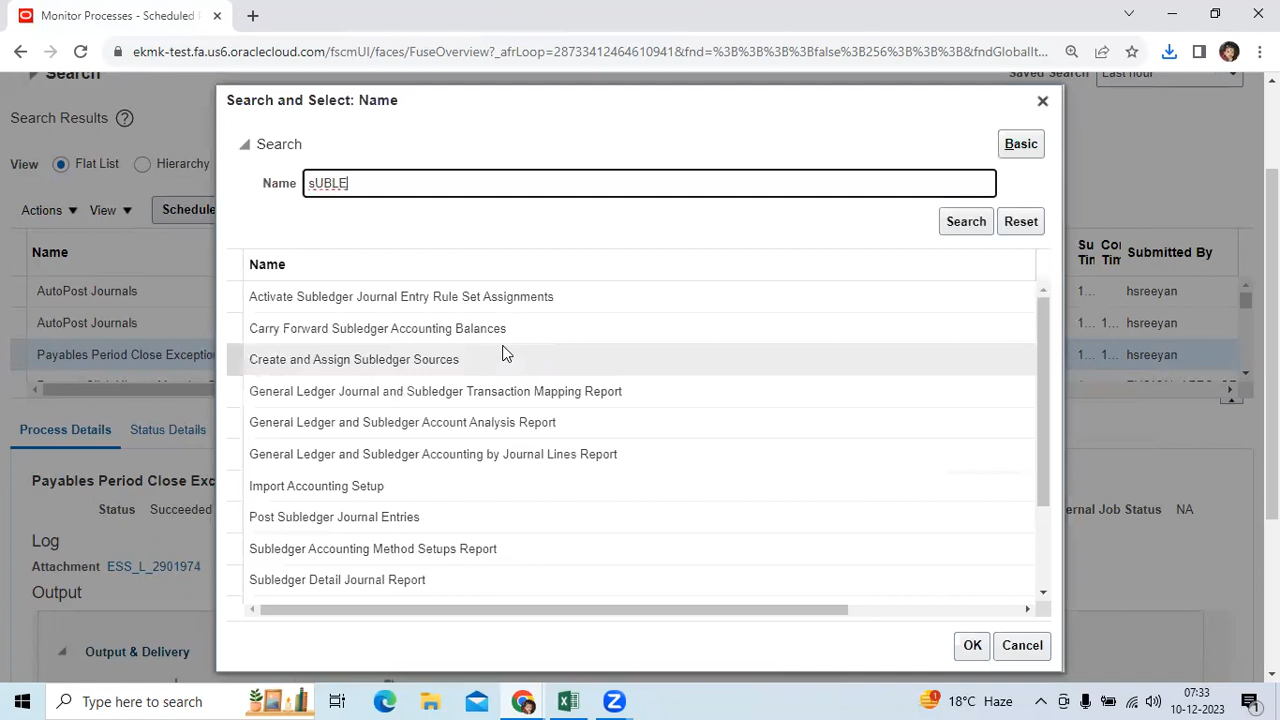 Monitor Processes - Scheduled
ekmk-test.fa.us6.oraclecloud.com/fscmUI/faces/FuseOverview?_afrLoop=28733412464610941&fnd=%3B%3B%3B%3Bfalse%3B256%3B%3B%3B&fndGlobalIt...
Search
Saved Search
Last hour
Search and Select: Name
Search Results
Search
Basic
View
Flat List
Hierarchy
Name
sUBLE
Actions
View
Schedule
Search
Reset
Name
Name
Submitted By
AutoPost Journals
Activate Subledger Journal Entry Rule Set Assignments
1...
hsreeyan
AutoPost Journals
Carry Forward Subledger Accounting Balances
1...
hsreeyan
Payables Period Close Exceptio
Create and Assign Subledger Sources
1...
1...
hsreeyan
General Ledger Journal and Subledger Transaction Mapping Report
Process Details
Status Details
General Ledger and Subledger Account Analysis Report
General Ledger and Subledger Accounting by Journal Lines Report
Payables Period Close Exc
Import Accounting Setup
Status
Succeeded
Post Subledger Journal Entries
ernal Job Status
NA
Log
Subledger Accounting Method Setups Report
Attachment
ESS_L_2901974
Subledger Detail Journal Report
Output
Output & Delivery
OK
Cancel
Type here to search
18°C Haze
07:33
10-12-2023